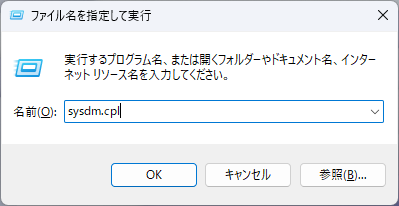 ファイル名を指定して実行
実行するプログラム名、または開くフォルダーやドキュメント名、インター
ネット リソース名を入力してください。
名前(O): sysdm.cpl
OK キャンセル 参照(B)...